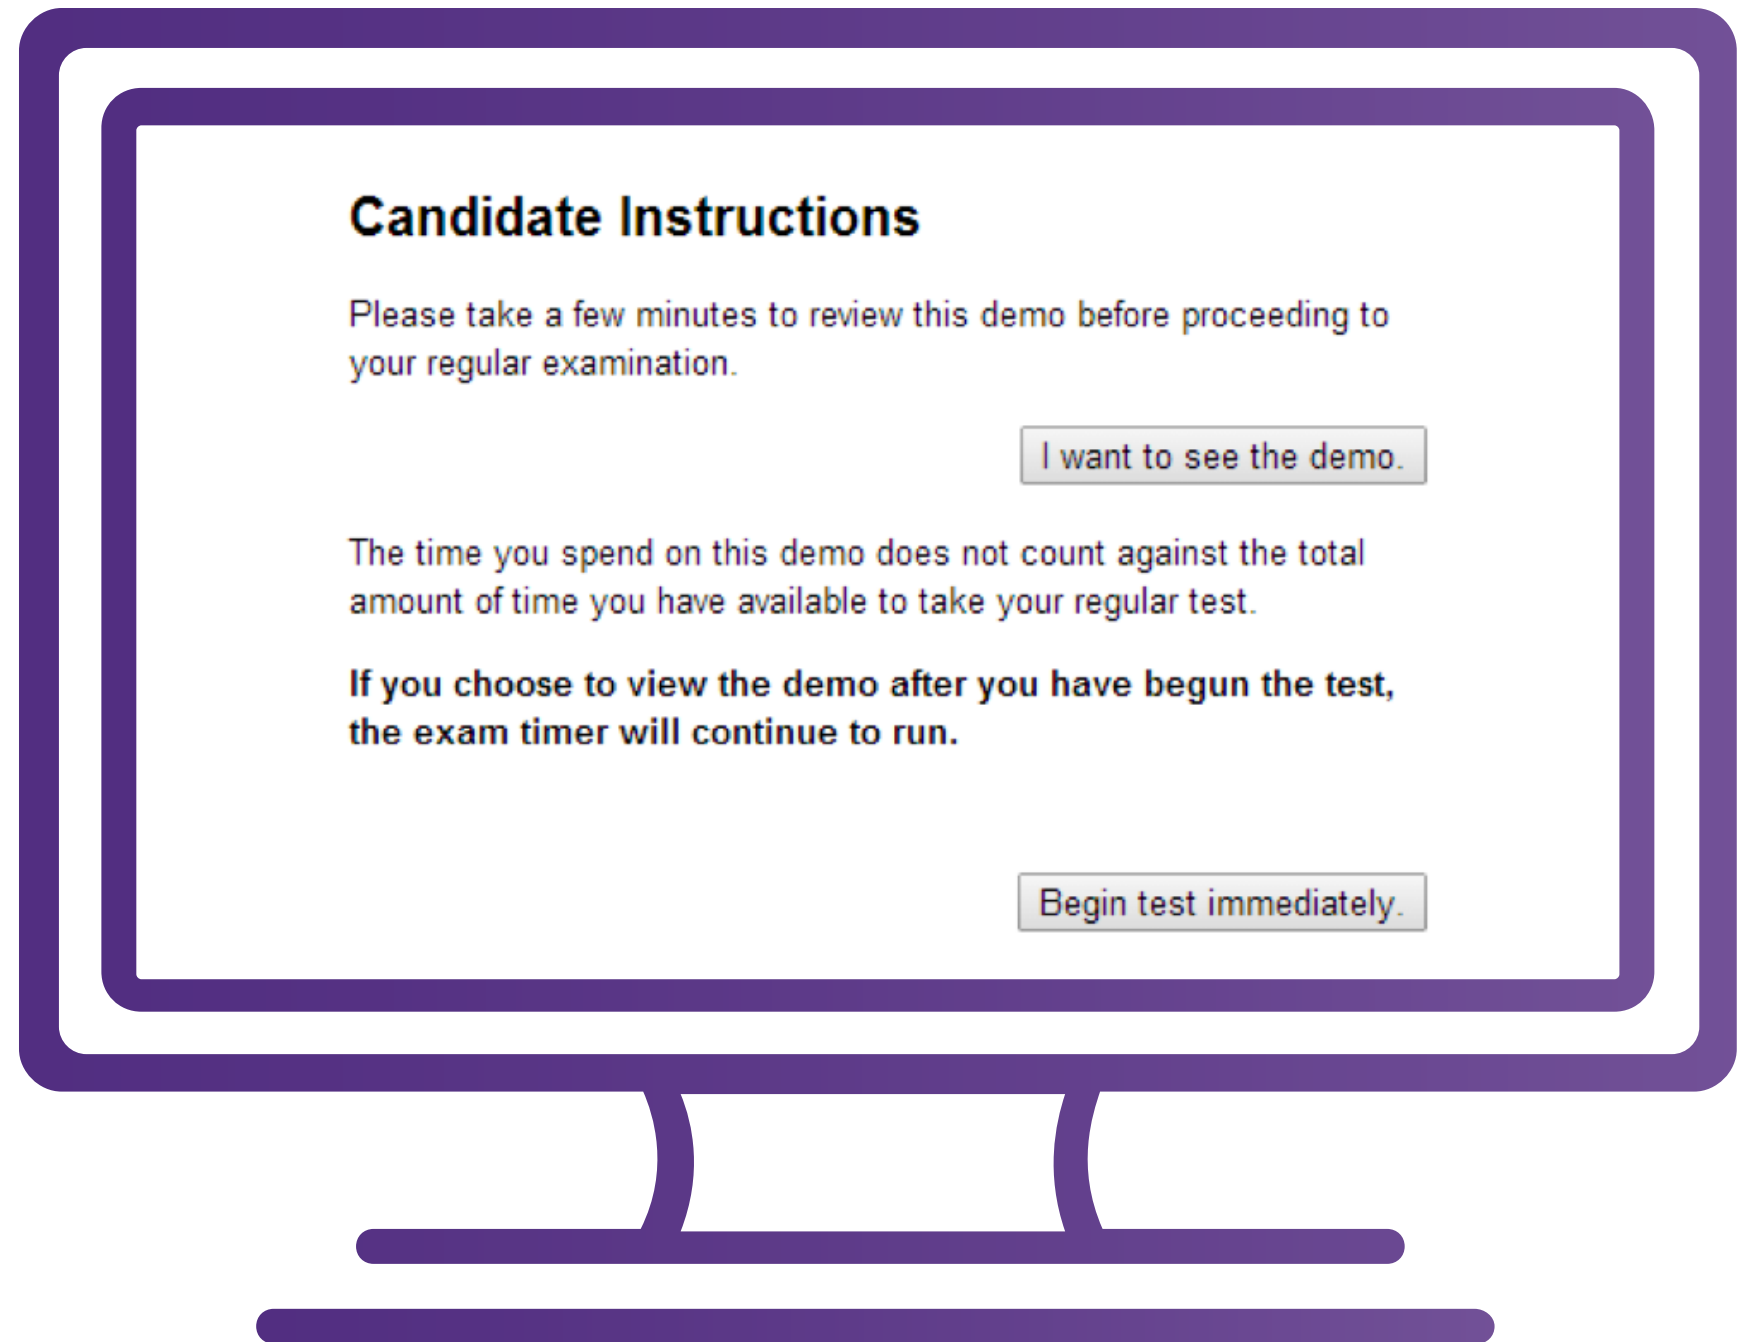 Candidate Instructions
Please take a few minutes to review this demo before proceeding to
your regular examination.
I want to see the demo.
The time you spend on this demo does not count against the total
amount of time you have available to take your regular test.
If you choose to view the demo after you have begun the test,
the exam timer will continue to run.
Begin test immediately.